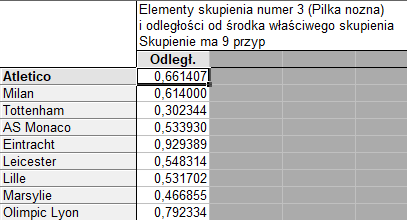 Elementy skupienia numer 3 (Pilka nozna)
i odległości od środka właściwego skupienia
Skupienie ma 9 przyp
Odległ.
Atletico 0,661407
Milan 0,614000
Tottenham 0,302344
AS Monaco 0,533930
Eintracht 0,929389
Leicester 0,548314
Lille 0,531702
Marsylie 0,466855
Olimpic Lyon 0,792334